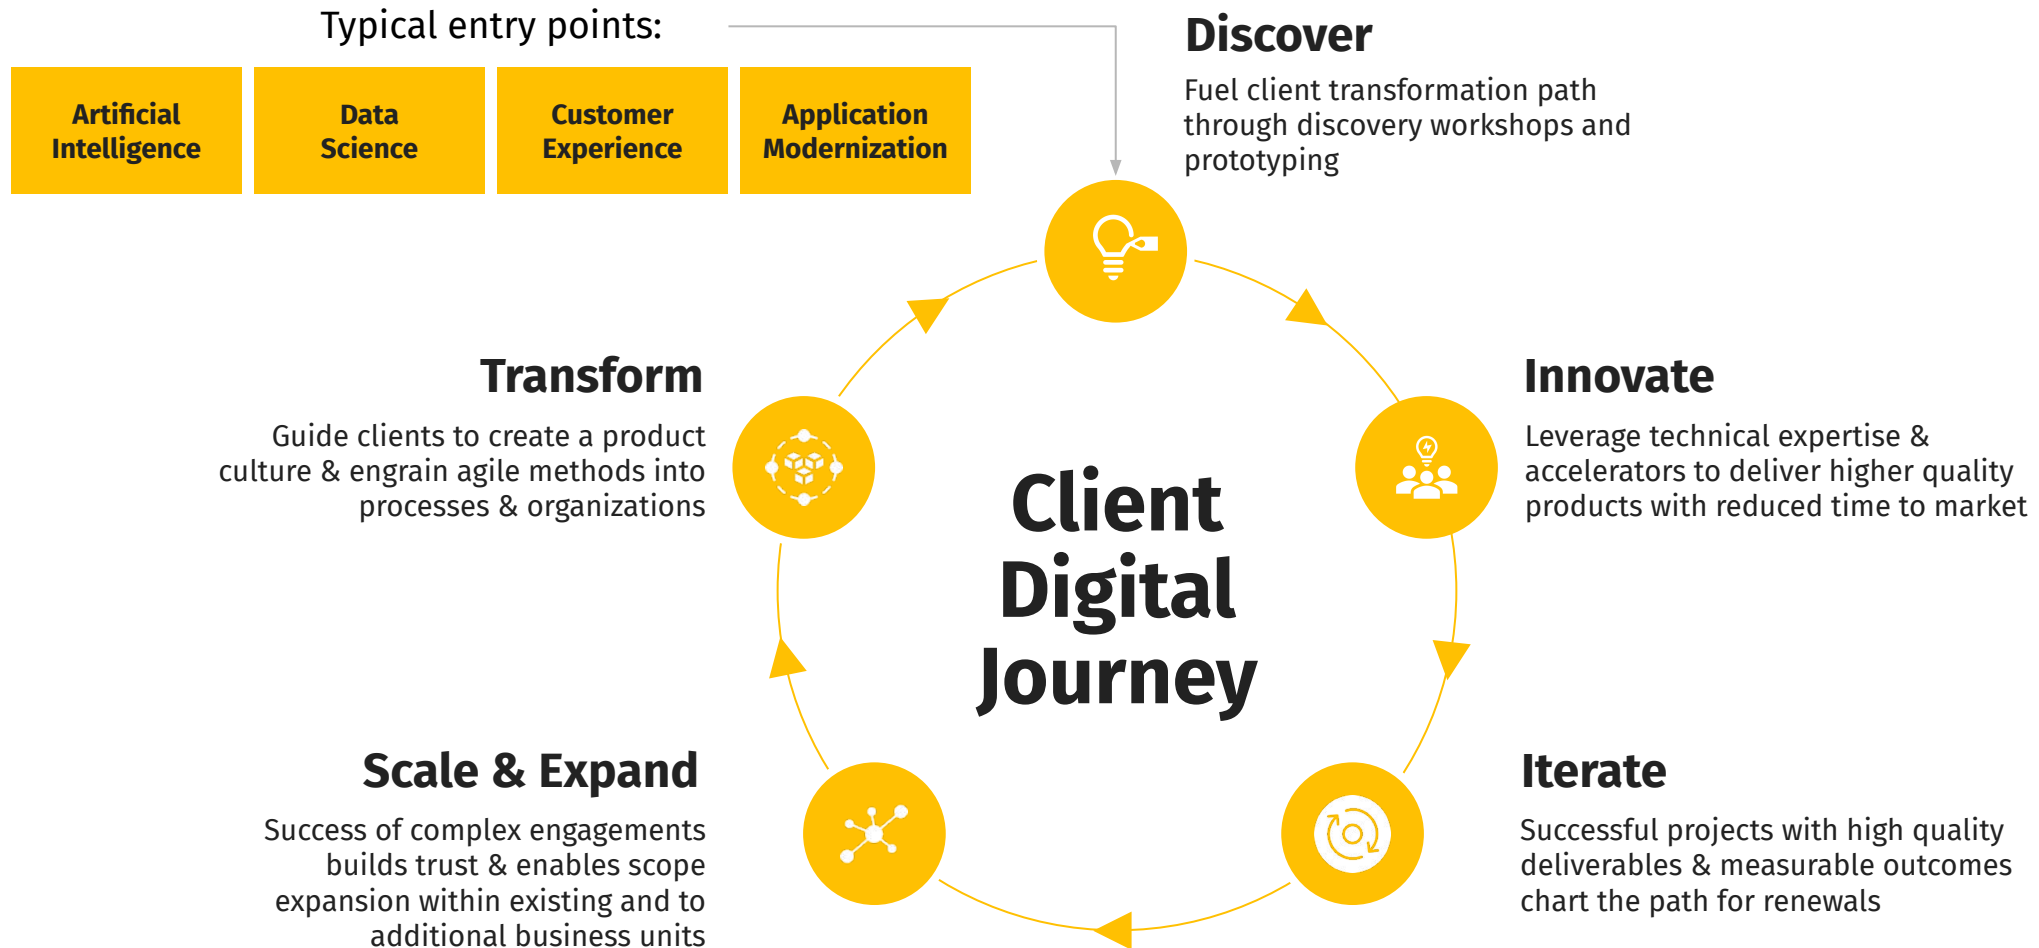 Typical entry points:
Artificial
Intelligence
Data
Science
Customer
Experience
Application
Modernization
Discover
Fuel client transformation path
through discovery workshops and
prototyping
Innovate
Leverage technical expertise &
accelerators to deliver higher quality
products with reduced time to market
Iterate
Successful projects with high quality
deliverables & measurable outcomes
chart the path for renewals
Scale & Expand
Success of complex engagements
builds trust & enables scope
expansion within existing and to
additional business units
Transform
Guide clients to create a product
culture & engrain agile methods into
processes & organizations
Client
Digital
Journey